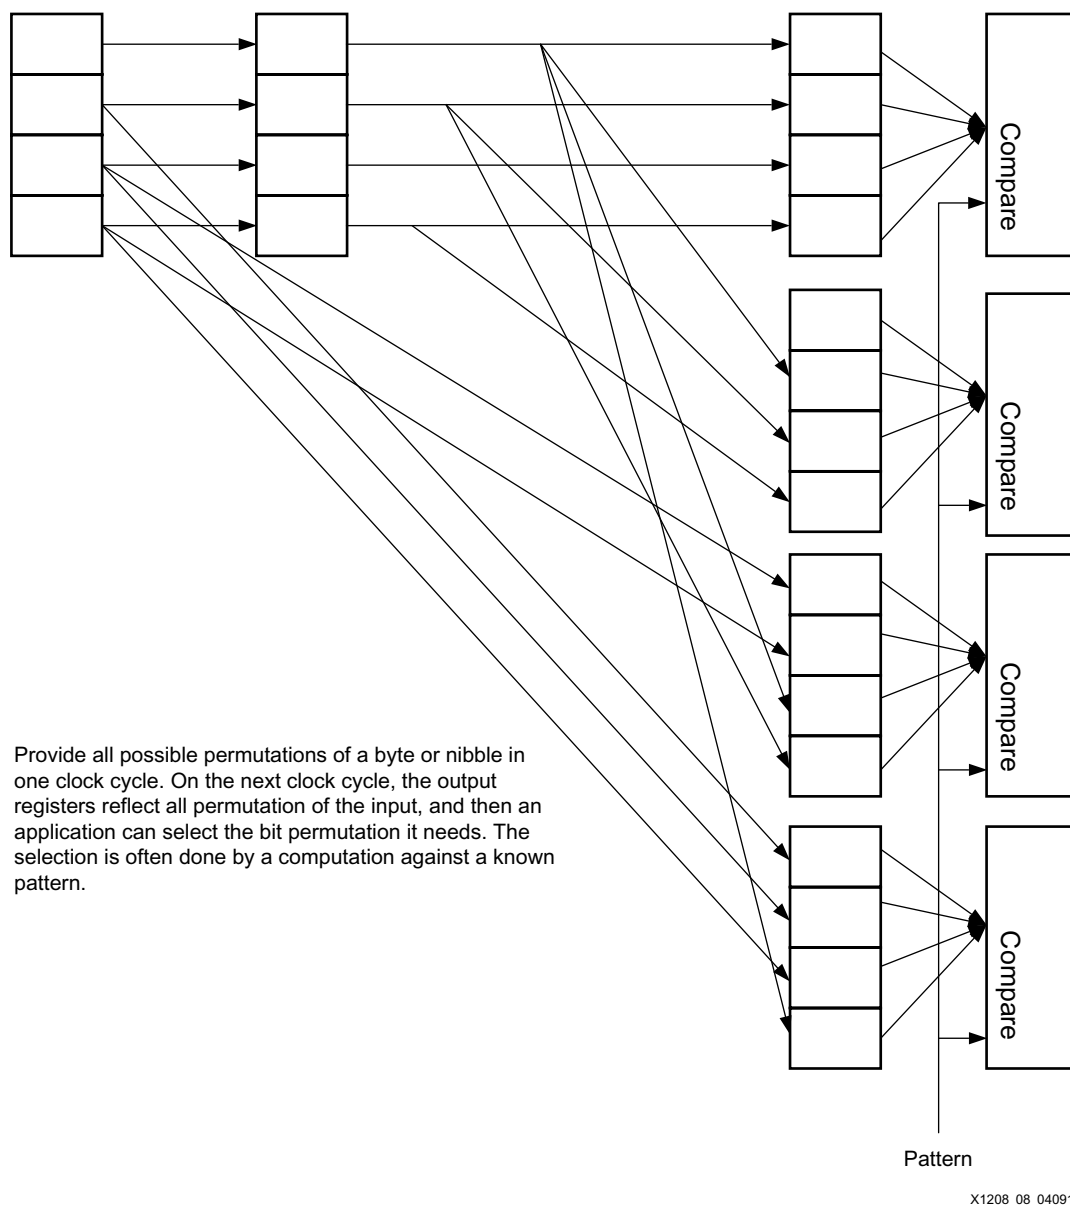 Compare
Compare
Compare
Compare
Provide all possible permutations of a byte or nibble in
one clock cycle. On the next clock cycle, the output
registers reflect all permutation of the input, and then an
application can select the bit permutation it needs. The
selection is often done by a computation against a known
pattern.
Pattern
X1208_08_04091